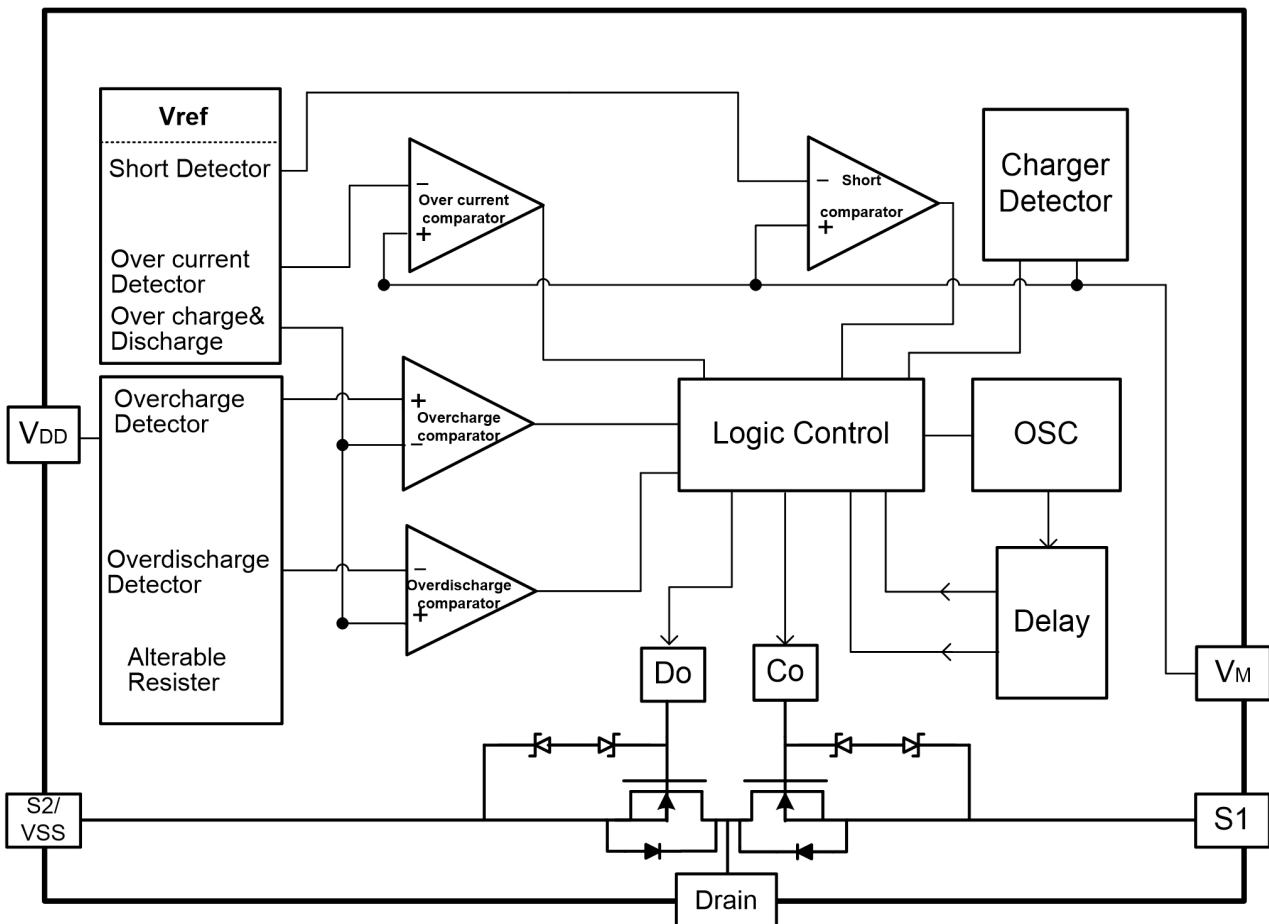 Vref
Short Detector
Over current
Detector
Over charge&
Discharge
− Over current
comparator
+
− Short
comparator
+
Charger
Detector
VDD
Overcharge
Detector
Overdischarge
Detector
Alterable
Resister
+
Overcharge
comparator
−
−
Overdischarge
comparator
+
Logic Control
OSC
Delay
Do
Co
VM
S2/
VSS
S1
Drain